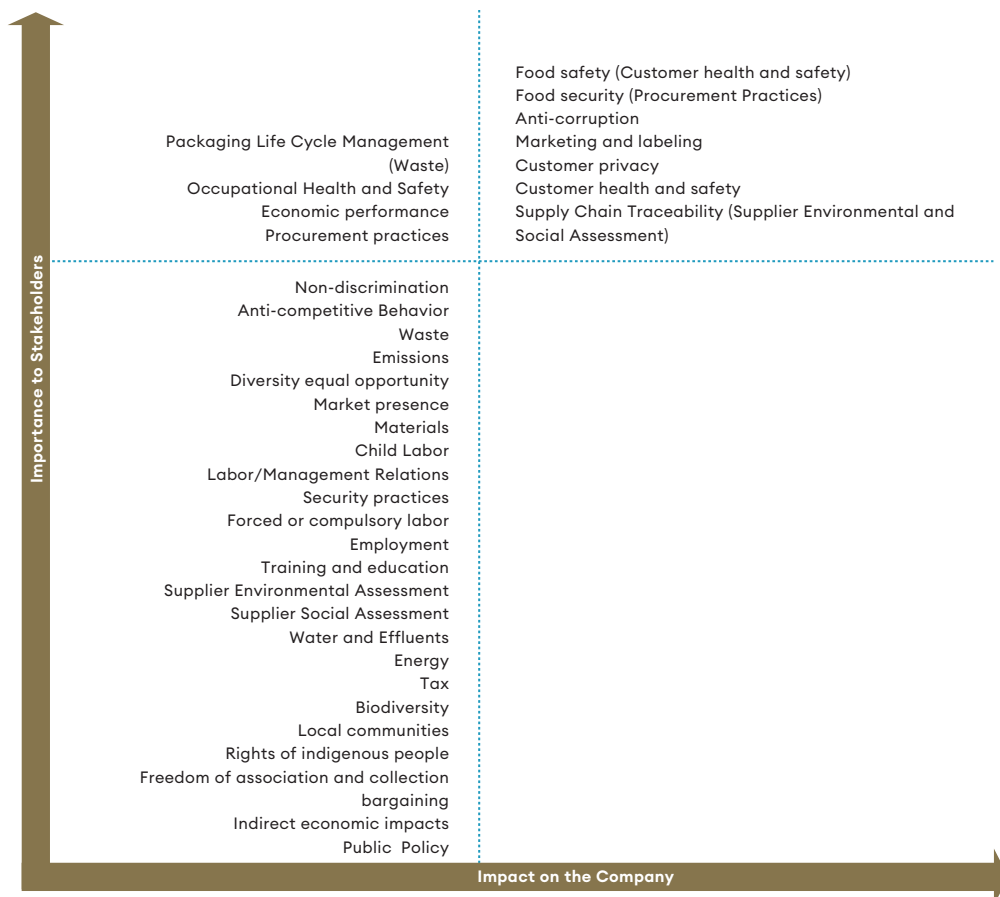 Food safety (Customer health and safety)
Food security (Procurement Practices)
Anti-corruption
Marketing and labeling
Customer privacy
Customer health and safety
Supply Chain Traceability (Supplier Environmental and
Social Assessment)
Packaging Life Cycle Management
(Waste)
Occupational Health and Safety
Economic performance
Procurement practices
Non-discrimination
Anti-competitive Behavior
Waste
Emissions
Diversity equal opportunity
Market presence
Materials
Child Labor
Labor/Management Relations
Security practices
Forced or compulsory labor
Employment
Training and education
Supplier Environmental Assessment
Supplier Social Assessment
Water and Effluents
Energy
Tax
Biodiversity
Local communities
Rights of indigenous people
Freedom of association and collection
bargaining
Indirect economic impacts
Public Policy
Importance to Stakeholders
Impact on the Company